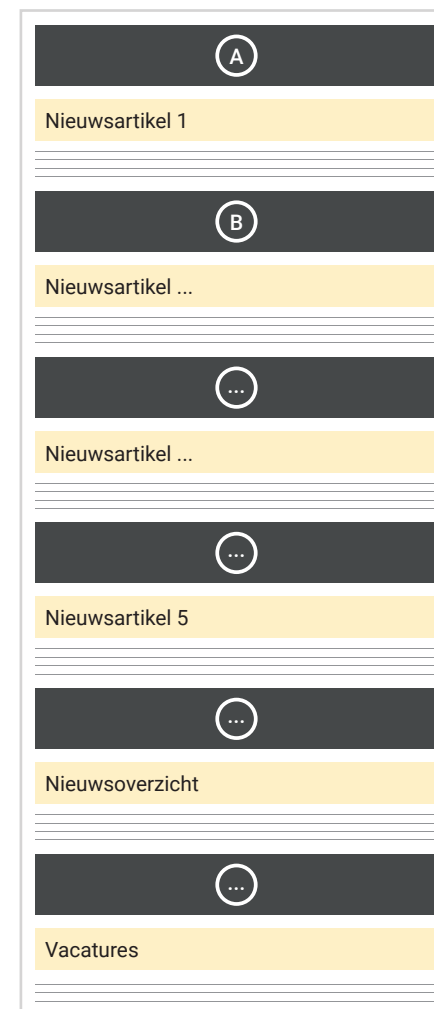 A
Nieuwsartikel 1
B
Nieuwsartikel ...
...
Nieuwsartikel ...
...
Nieuwsartikel 5
...
Nieuwsoverzicht
...
Vacatures